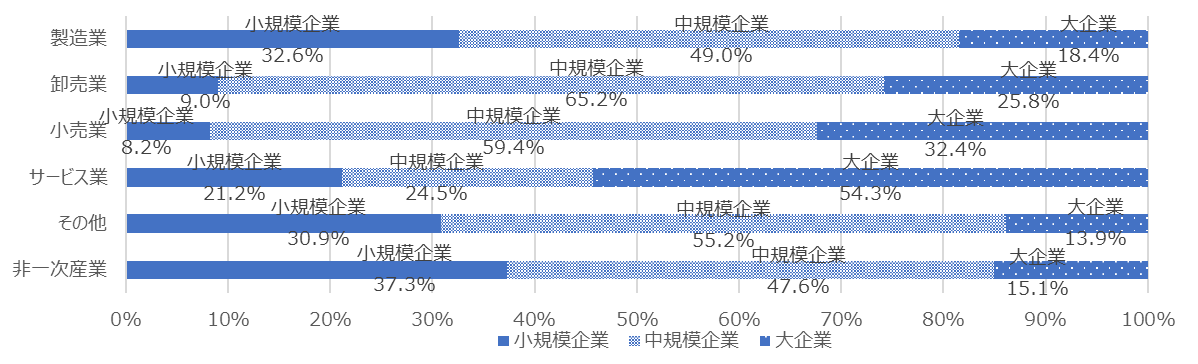 小規模企業 中規模企業 大企業
製造業
32.6% 49.0% 18.4%
小規模企業 中規模企業 大企業
卸売業
9.0% 65.2% 25.8%
小規模企業 中規模企業 大企業
小売業
8.2% 59.4% 32.4%
小規模企業 中規模企業 大企業
サービス業
21.2% 24.5% 54.3%
小規模企業 中規模企業 大企業
その他
30.9% 55.2% 13.9%
小規模企業 中規模企業 大企業
非一次産業
37.3% 47.6% 15.1%
0% 10% 20% 30% 40% 50% 60% 70% 80% 90% 100%
小規模企業 中規模企業 大企業